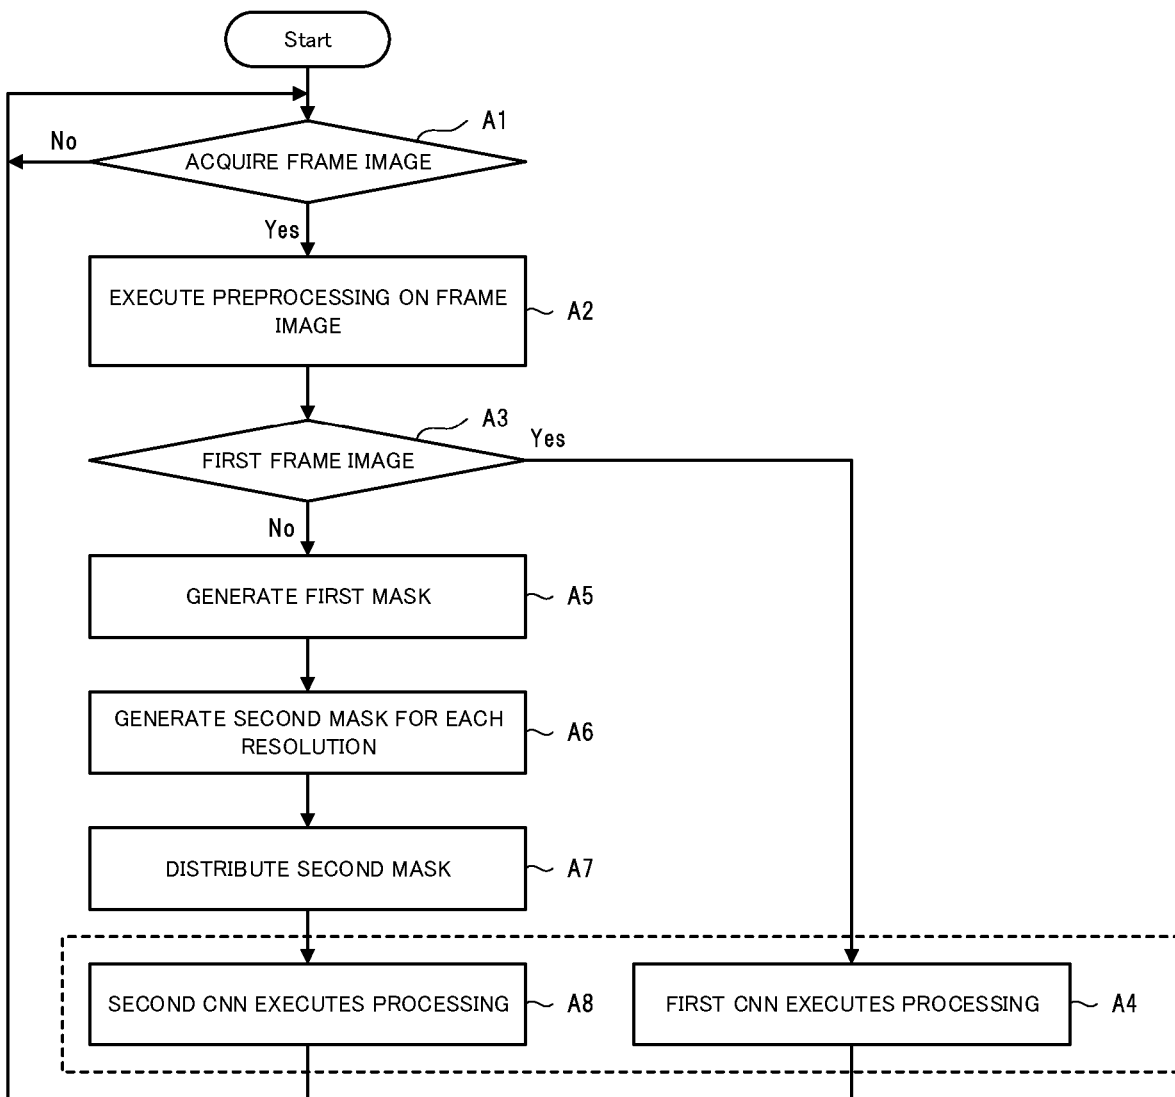 Start
A1
No
ACQUIRE FRAME IMAGE
Yes
EXECUTE PREPROCESSING ON FRAME
IMAGE
A2
A3
Yes
FIRST FRAME IMAGE
No
GENERATE FIRST MASK
A5
GENERATE SECOND MASK FOR EACH
RESOLUTION
A6
DISTRIBUTE SECOND MASK
A7
SECOND CNN EXECUTES PROCESSING
A8
FIRST CNN EXECUTES PROCESSING
A4